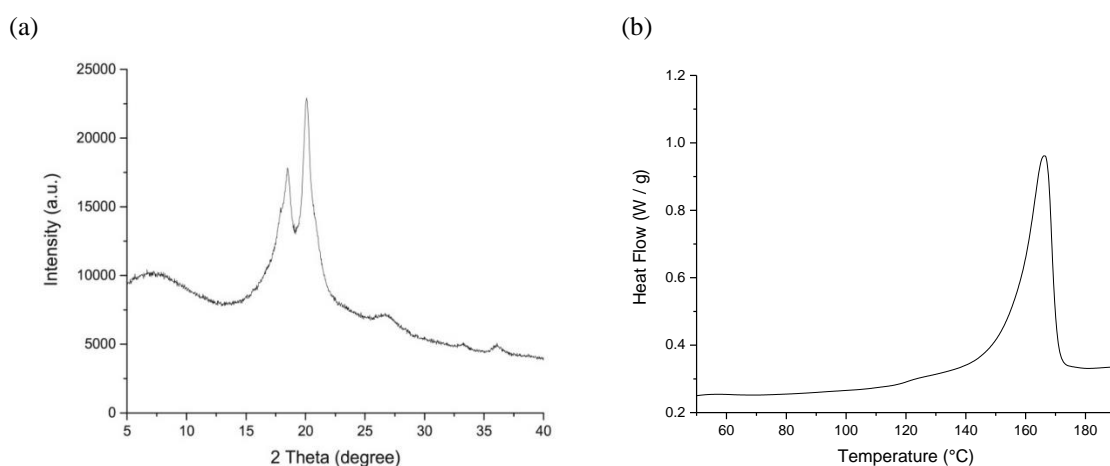 (a)
25000
20000
15000
10000
5000
0
Intensity (a.u.)
5 10 15 20 25 30 35 40
2 Theta (degree)
(b)
1.2
1.0
0.8
0.6
0.4
0.2
Heat Flow (W / g)
60 80 100 120 140 160 180
Temperature (°C)